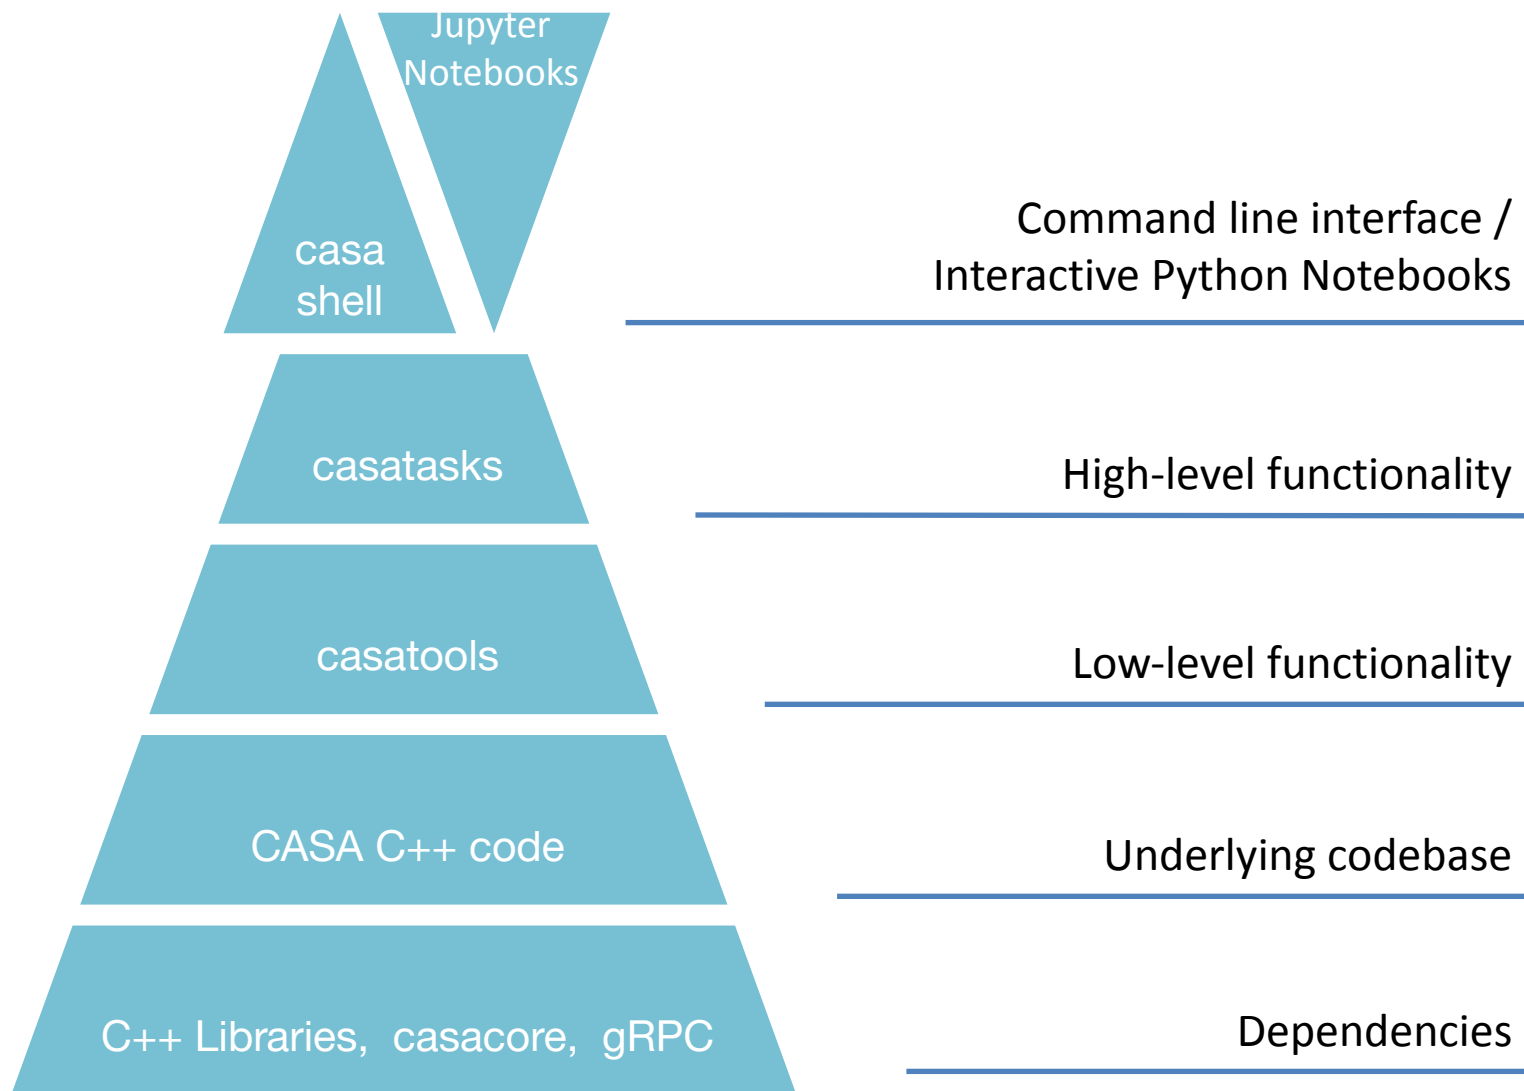 Jupyter
Notebooks
casa
shell
Command line interface /
Interactive Python Notebooks
casatasks
High-level functionality
casatools
Low-level functionality
CASA C++ code
Underlying codebase
C++ Libraries, casacore, gRPC
Dependencies